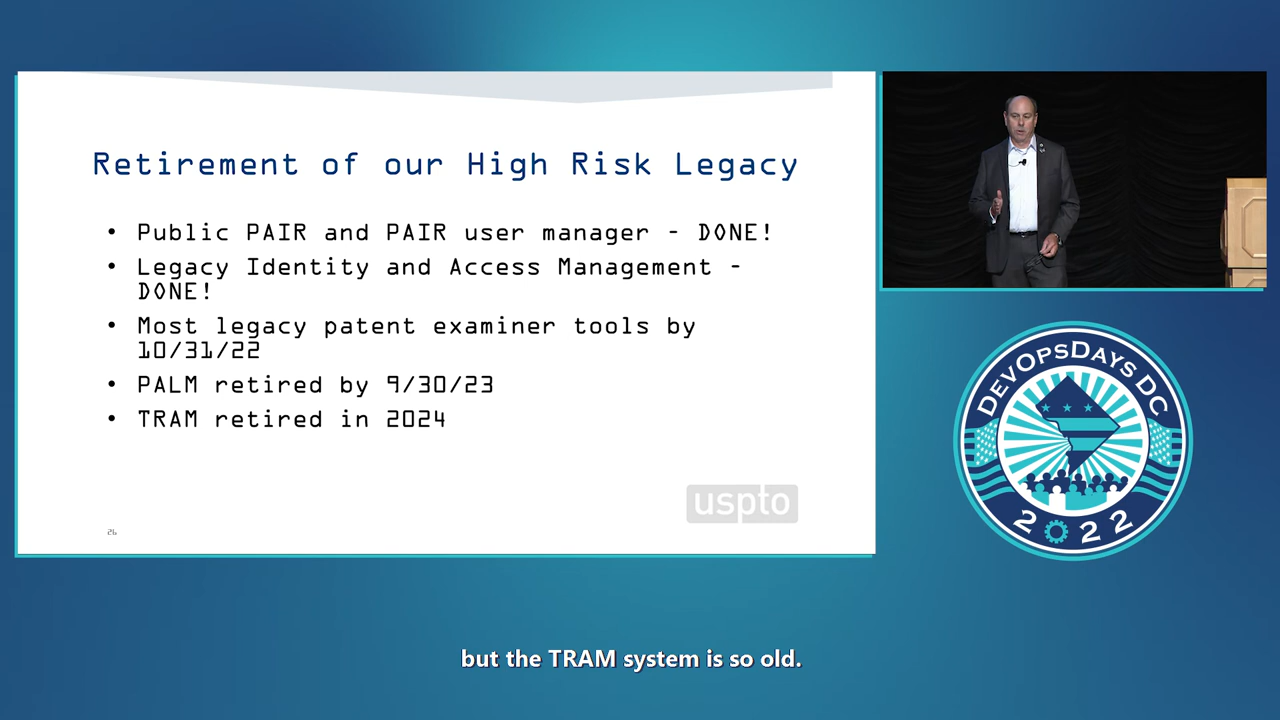 Retirement of our High Risk Legacy
• Public PAIR and PAIR user manager - DONE!
• Legacy Identity and Access Management -
DONE!
• Most legacy patent examiner tools by
10/31/22
• PALM retired by 9/30/23
• TRAM retired in 2024
uspto
26
DEVOPSDAYS DC
2022
but the TRAM system is so old.